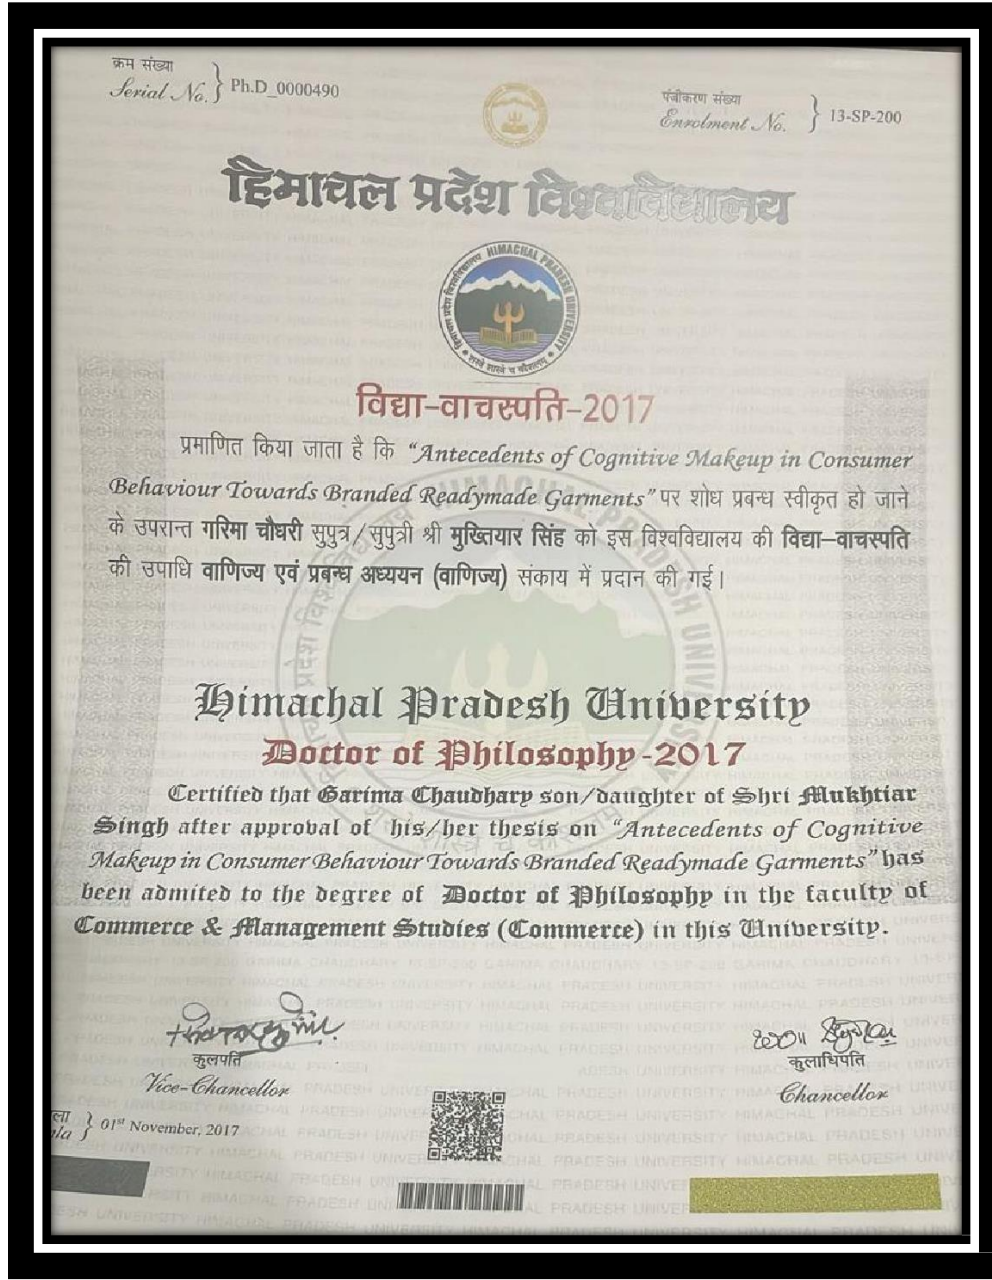 क्रम संख्या
Serial No. } Ph.D_0000490
पंजीकरण संख्या
Enrolment No. } 13-SP-200
हिमाचल प्रदेश विश्वविद्यालय
HIMACHAL PRADESH UNIVERSITY
विद्या-वाचस्पति-2017
प्रमाणित किया जाता है कि "Antecedents of Cognitive Makeup in Consumer
Behaviour Towards Branded Readymade Garments" पर शोध प्रबन्ध स्वीकृत हो जाने
के उपरान्त गरिमा चौधरी सुपुत्र/सुपुत्री श्री मुख्तियार सिंह को इस विश्वविद्यालय की विद्या-वाचस्पति
की उपाधि वाणिज्य एवं प्रबन्ध अध्ययन (वाणिज्य) संकाय में प्रदान की गई।
Himachal Pradesh University
Doctor of Philosophy-2017
Certified that Garima Chaudhary son/daughter of Shri Mukhtiar
Singh after approval of his/her thesis on "Antecedents of Cognitive
Makeup in Consumer Behaviour Towards Branded Readymade Garments" has
been admited to the degree of Doctor of Philosophy in the faculty of
Commerce & Management Studies (Commerce) in this University.
कुलपति
Vice-Chancellor
कुलाधिपति
Chancellor
ला
la } 01st November, 2017